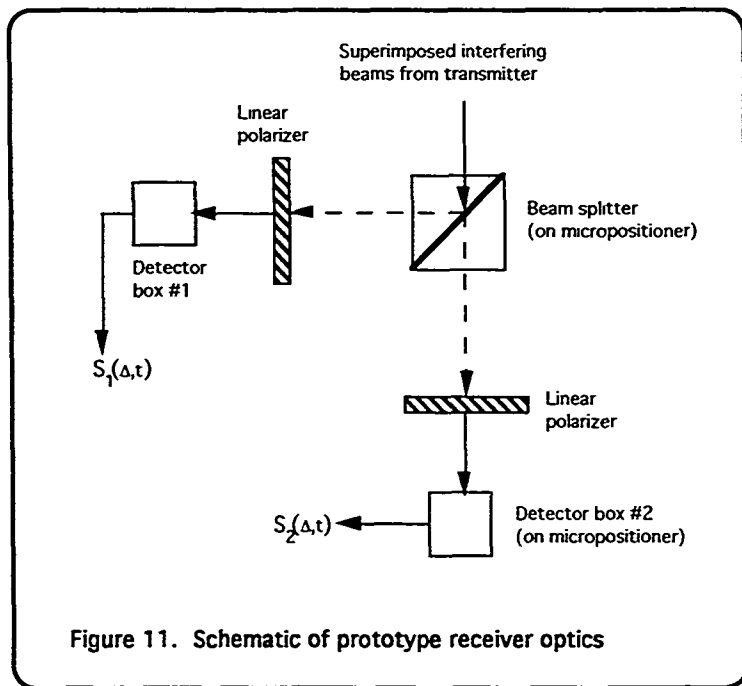 Superimposed interfering
beams from transmitter
Linear
polarizer
Beam splitter
(on micropositioner)
Detector
box #1
S₁(Δ,t)
Linear
polarizer
S₂(Δ,t)
Detector box #2
(on micropositioner)
Figure 11. Schematic of prototype receiver optics